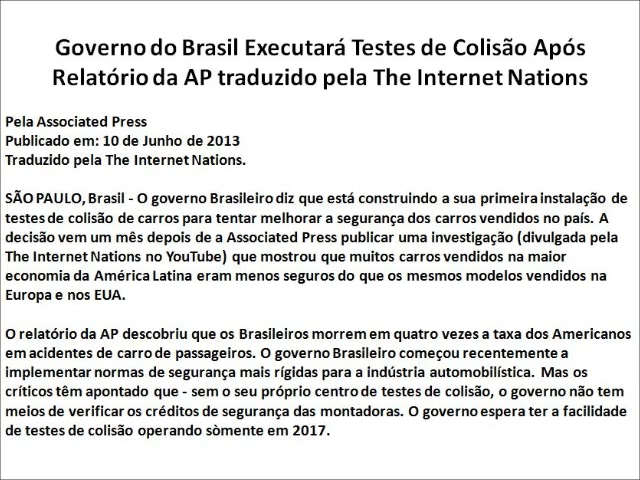 Governo do Brasil Executará Testes de Colisão Após
Relatório da AP traduzido pela The Internet Nations
Pela Associated Press
Publicado em: 10 de Junho de 2013
Traduzido pela The Internet Nations.
SÃO PAULO, Brasil - O governo Brasileiro diz que está construindo a sua primeira instalação de
testes de colisão de carros para tentar melhorar a segurança dos carros vendidos no país. A
decisão vem um mês depois de a Associated Press publicar uma investigação (divulgada pela
The Internet Nations no YouTube) que mostrou que muitos carros vendidos na maior
economia da América Latina eram menos seguros do que os mesmos modelos vendidos na
Europa e nos EUA.
O relatório da AP descobriu que os Brasileiros morrem em quatro vezes a taxa dos Americanos
em acidentes de carro de passageiros. O governo Brasileiro começou recentemente a
implementar normas de segurança mais rígidas para a indústria automobilística. Mas os
críticos têm apontado que - sem o seu próprio centro de testes de colisão, o governo não tem
meios de verificar os créditos de segurança das montadoras. O governo espera ter a facilidade
de testes de colisão operando sòmente em 2017.